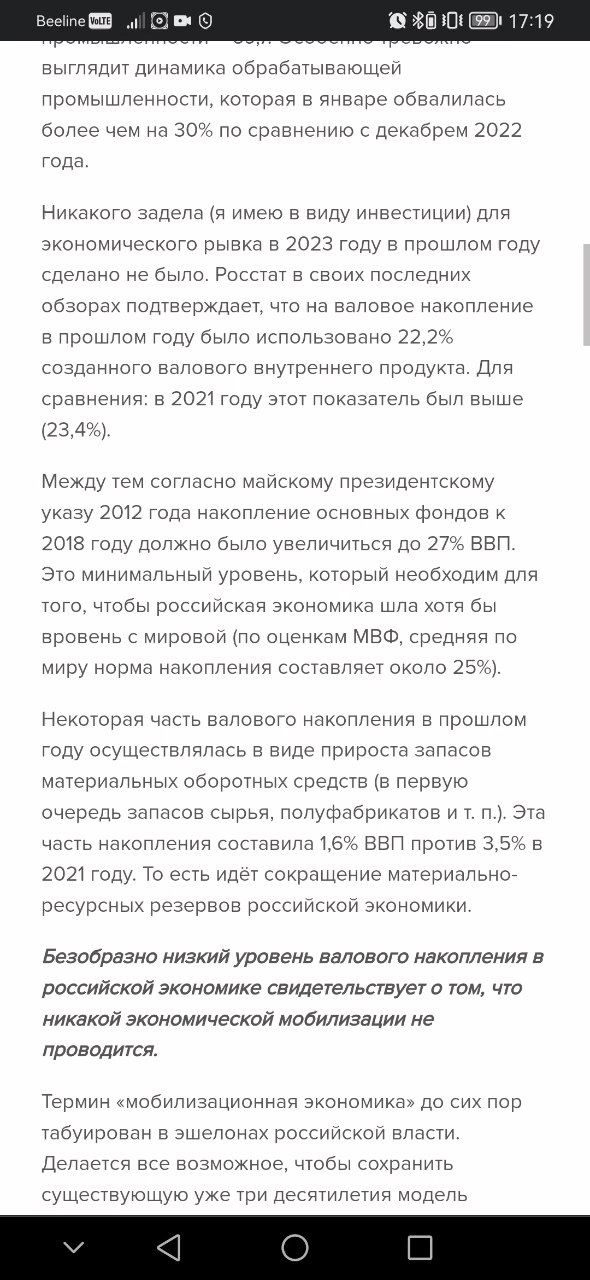 Beeline VoLTE 99 17:19
выглядит динамика обрабатывающей
промышленности, которая в январе обвалилась
более чем на 30% по сравнению с декабрем 2022
года.
Никакого задела (я имею в виду инвестиции) для
экономического рывка в 2023 году в прошлом году
сделано не было. Росстат в своих последних
обзорах подтверждает, что на валовое накопление
в прошлом году было использовано 22,2%
созданного валового внутреннего продукта. Для
сравнения: в 2021 году этот показатель был выше
(23,4%).
Между тем согласно майскому президентскому
указу 2012 года накопление основных фондов к
2018 году должно было увеличиться до 27% ВВП.
Это минимальный уровень, который необходим для
того, чтобы российская экономика шла хотя бы
вровень с мировой (по оценкам МВФ, средняя по
миру норма накопления составляет около 25%).
Некоторая часть валового накопления в прошлом
году осуществлялась в виде прироста запасов
материальных оборотных средств (в первую
очередь запасов сырья, полуфабрикатов и т. п.). Эта
часть накопления составила 1,6% ВВП против 3,5% в
2021 году. То есть идёт сокращение материально-
ресурсных резервов российской экономики.
Безобразно низкий уровень валового накопления в
российской экономике свидетельствует о том, что
никакой экономической мобилизации не
проводится.
Термин «мобилизационная экономика» до сих пор
табуирован в эшелонах российской власти.
Делается все возможное, чтобы сохранить
существующую уже три десятилетия модель